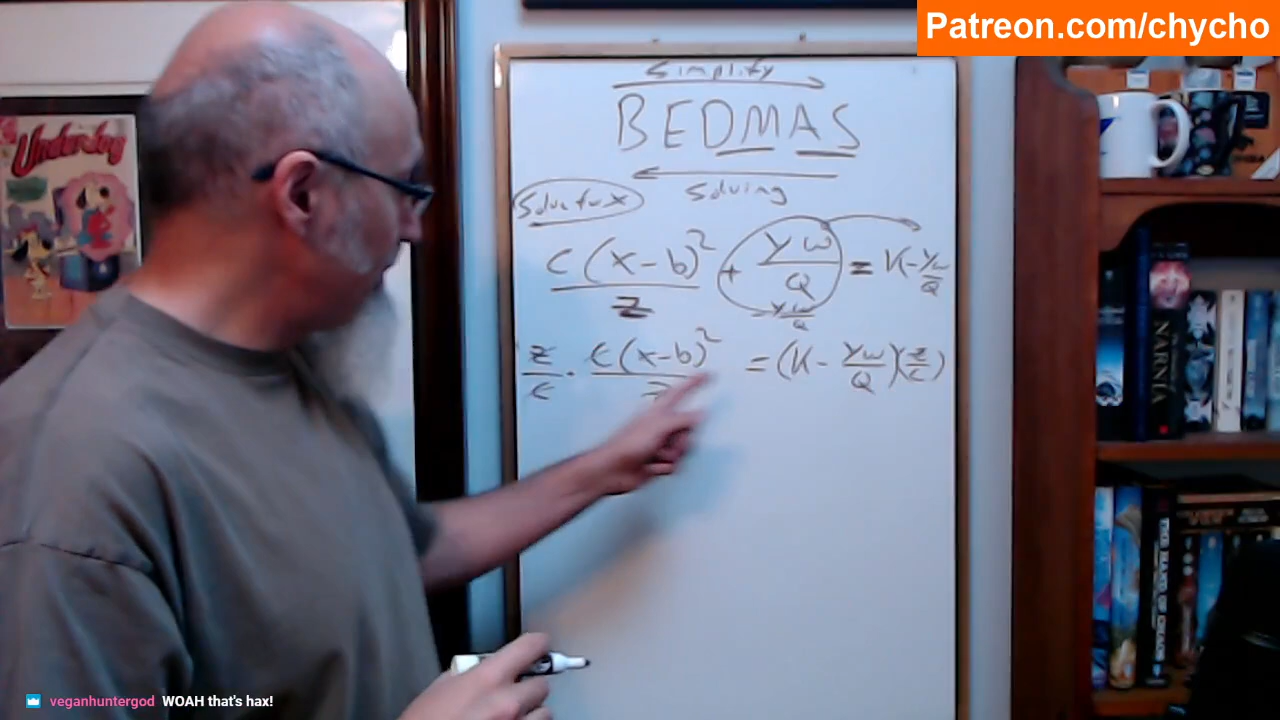 Patreon.com/chycho
Simplify
BEDMAS
Solving
Solve for x
c(x-b)²/z + yw/Q = K - yw/Q
- yw/Q
z/c · c(x-b)²/z = (K - yw/Q)(z/c)
Underdog
NARNIA
veganhuntergod WOAH that's hax!